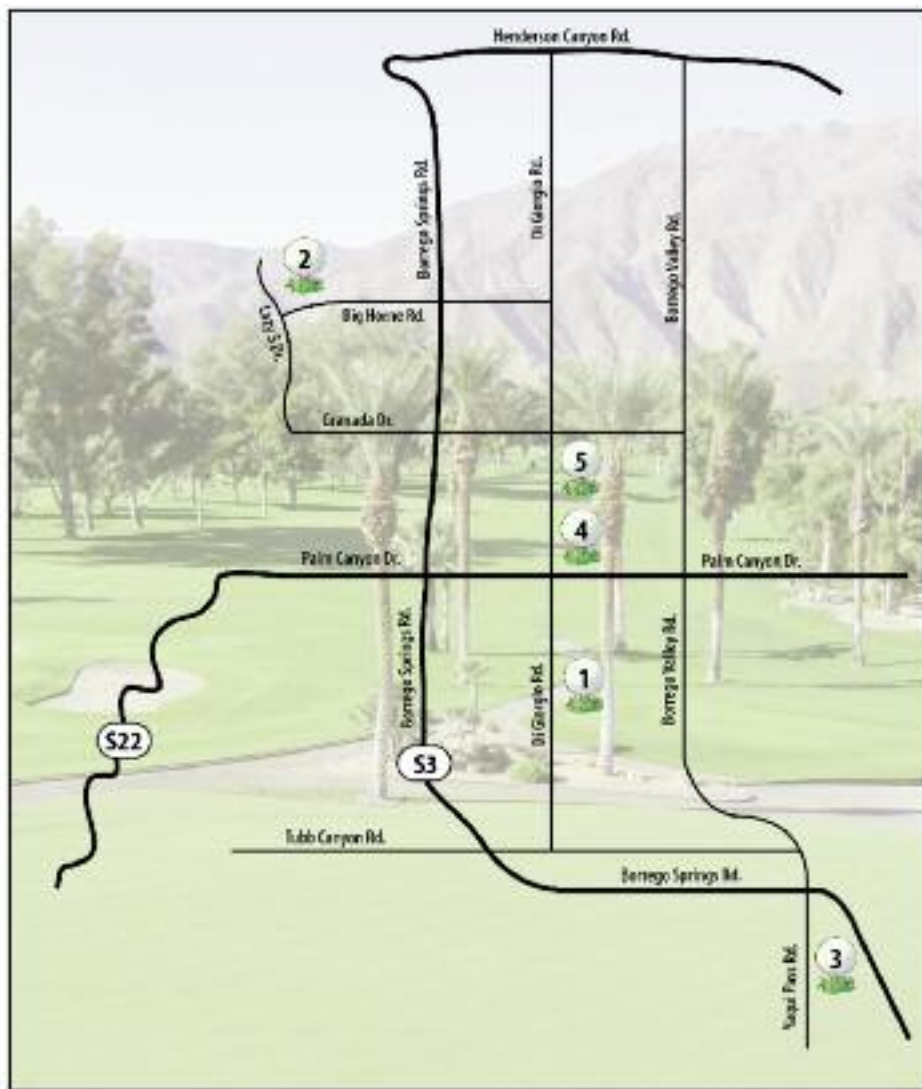 Henderson Canyon Rd.
Borrego Springs Rd.
Di Giorgio Rd.
Borrego Valley Rd.
2
Lazy S Dr.
Big Horne Rd.
Granada Dr.
5
4
Palm Canyon Dr.
Palm Canyon Dr.
Borrego Springs Rd.
Di Giorgio Rd.
Borrego Valley Rd.
1
S22
S3
Tubb Canyon Rd.
Borrego Springs Rd.
Yaqui Pass Rd.
3